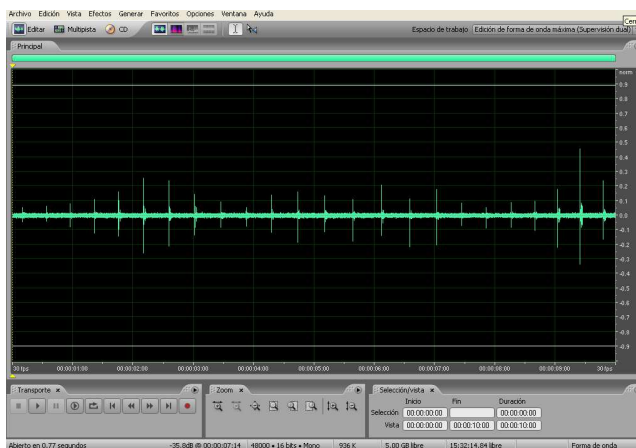 Archivo Edición Vista Efectos Generar Favoritos Opciones Ventana Ayuda
Editar Multipista CD Espacio de trabajo Edición de forma de onda máxima (Supervisión dual)
Cer
Principal
norm
0.9
0.8
0.7
0.6
0.5
0.4
0.3
0.2
0.1
0.0
-0.1
-0.2
-0.3
-0.4
-0.5
-0.6
-0.7
-0.8
-0.9
30 fps 00:00:01:00 00:00:02:00 00:00:03:00 00:00:04:00 00:00:05:00 00:00:06:00 00:00:07:00 00:00:08:00 00:00:09:00 30 fps
Transporte Zoom Selección/vista
Inicio Fin Duración
Selección 00:00:00:00 00:00:00:00
Vista 00:00:00:00 00:00:10:00 00:00:10:00
Abierto en 0.77 segundos -35.8dB @ 00:00:07:14 48000 • 16 bits • Mono 936 K 5.00 GB libre 15:32:14.84 libre Forma de onda